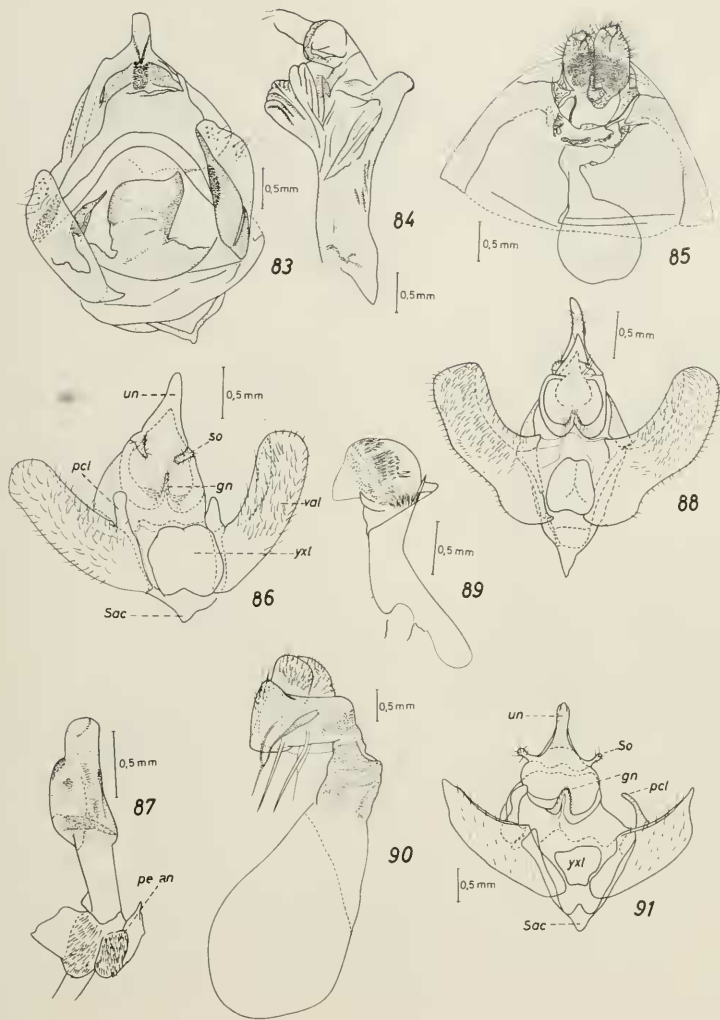 0,5mm
83
84
0,5mm
0,5mm
85
un
0,5mm
so
pcl
gn
val
yxl
Sac
86
0,5mm
88
0,5mm
89
0,5mm
87
pe an
0,5mm
90
un
So
gn
pcl
yxl
0,5mm
Sac
91